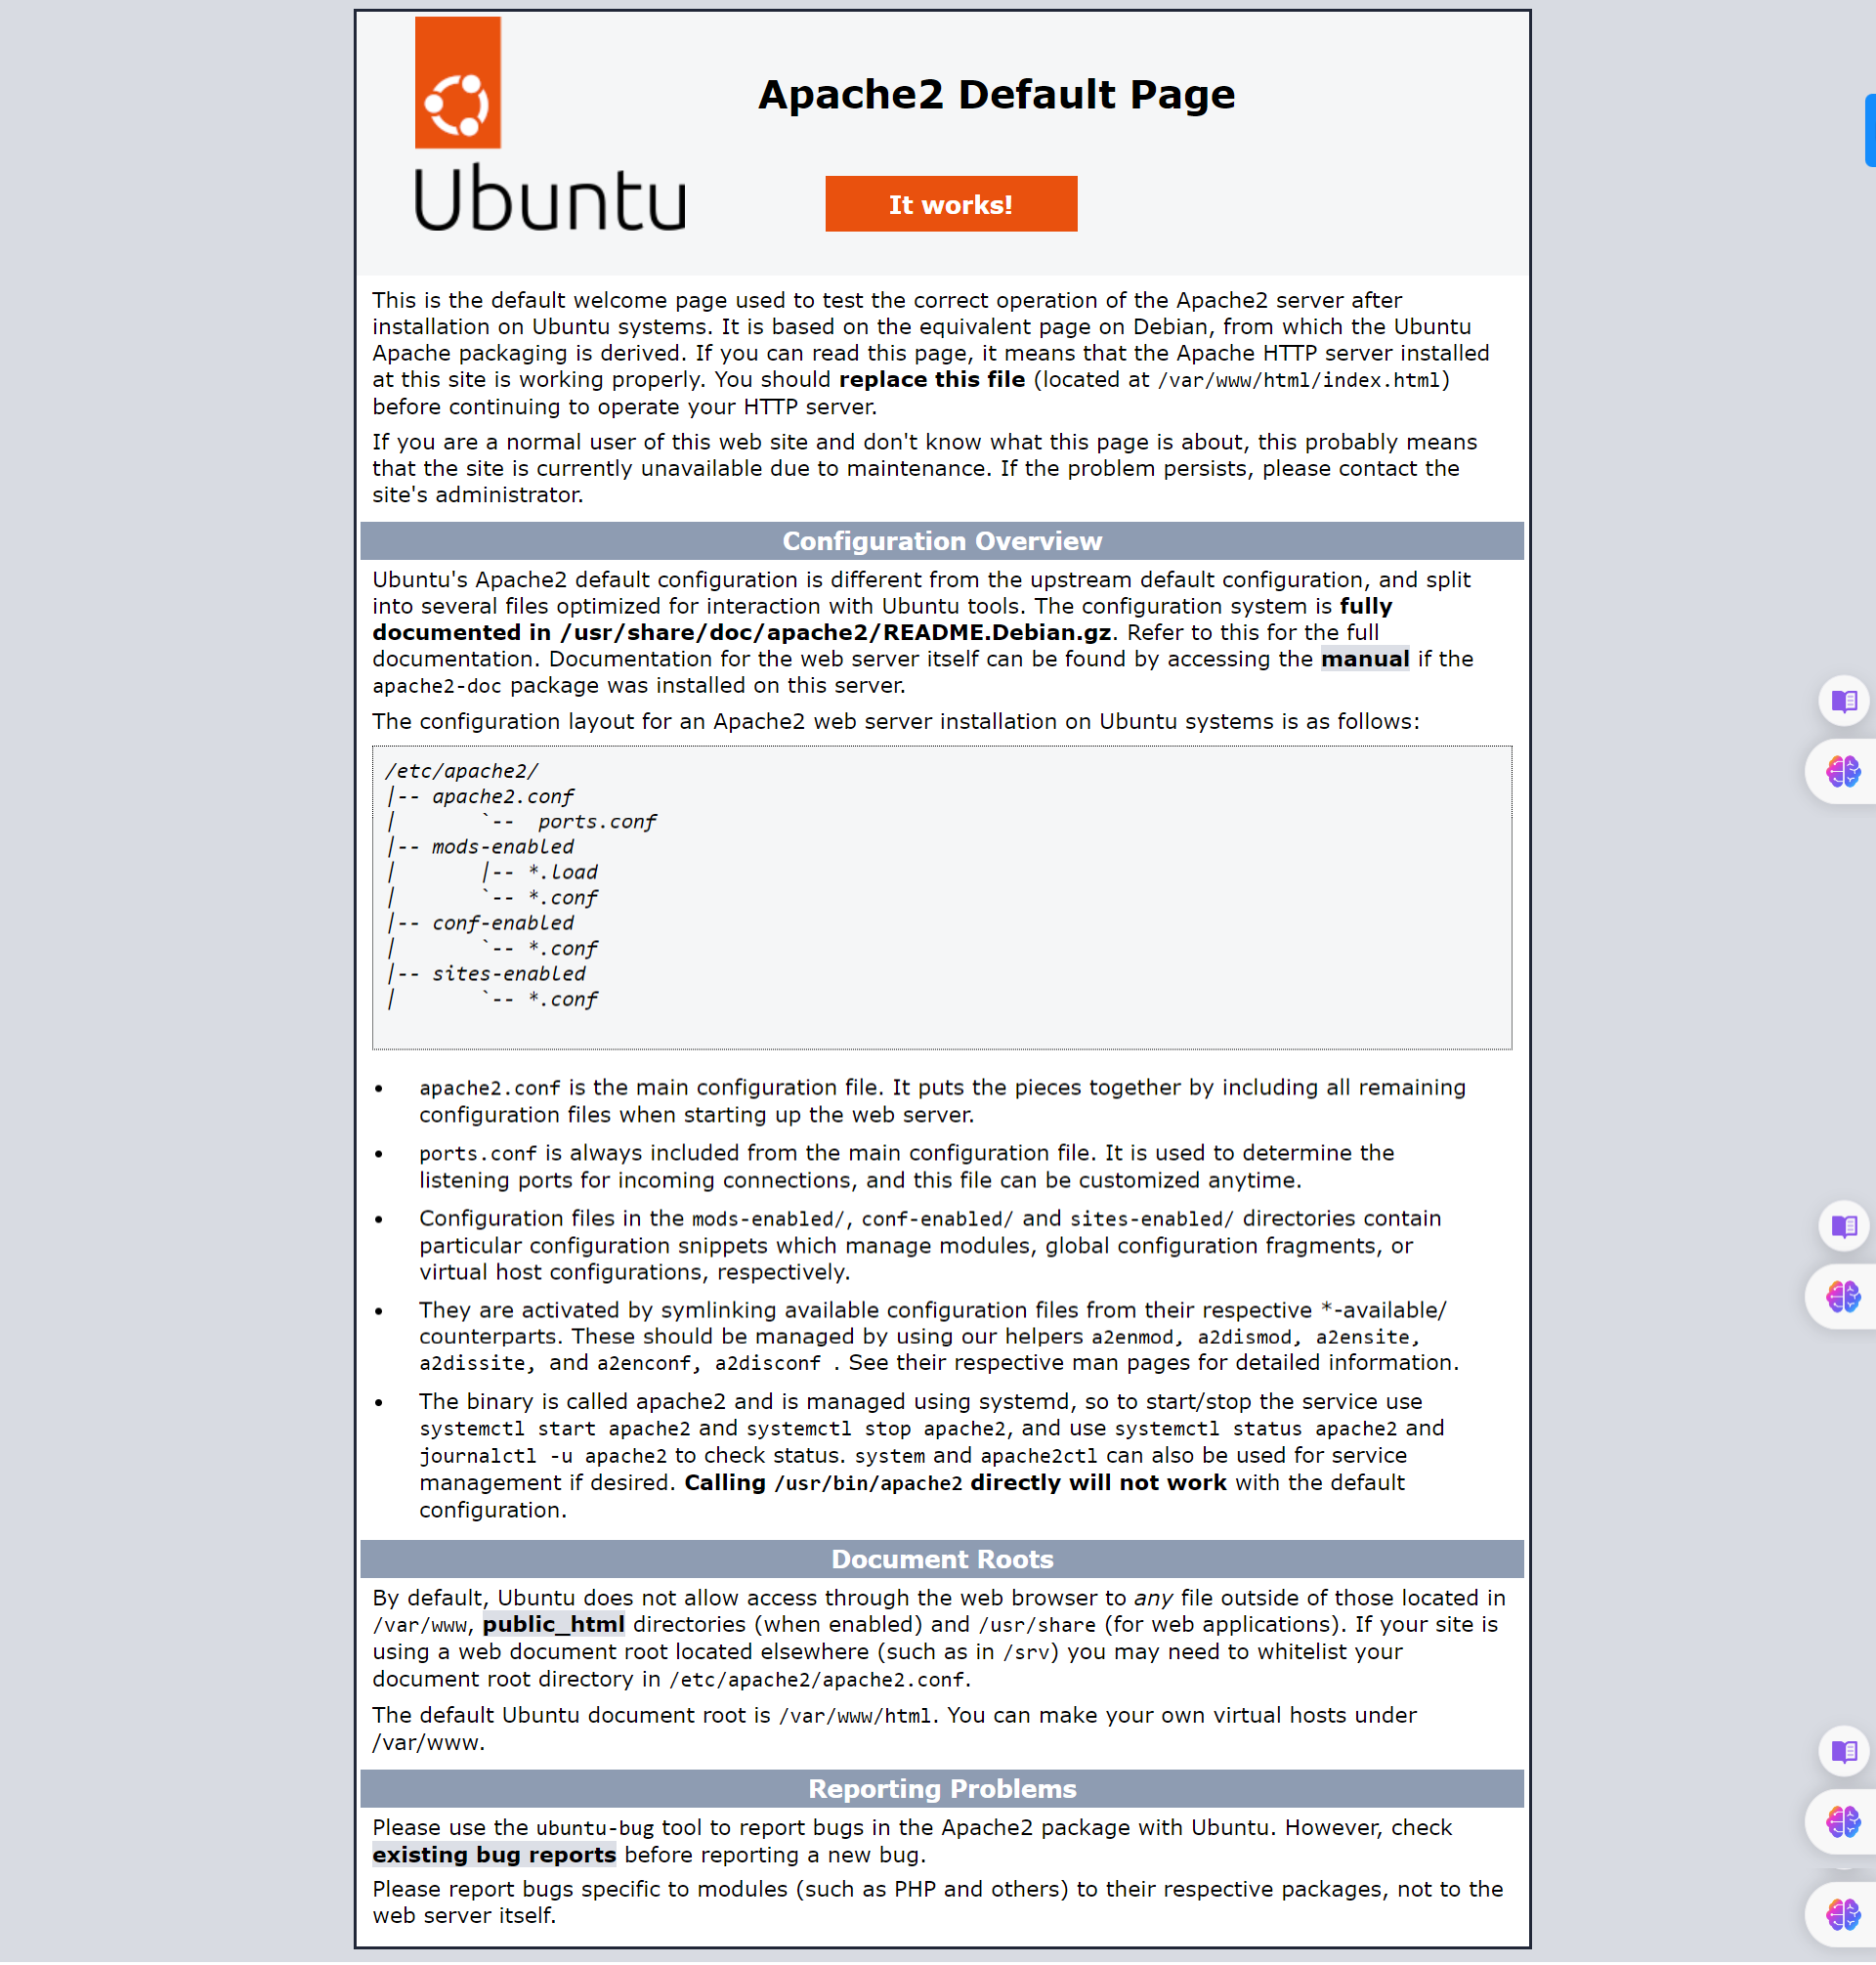 Ubuntu
Apache2 Default Page
It works!
This is the default welcome page used to test the correct operation of the Apache2 server after
installation on Ubuntu systems. It is based on the equivalent page on Debian, from which the Ubuntu
Apache packaging is derived. If you can read this page, it means that the Apache HTTP server installed
at this site is working properly. You should replace this file (located at /var/www/html/index.html)
before continuing to operate your HTTP server.
If you are a normal user of this web site and don't know what this page is about, this probably means
that the site is currently unavailable due to maintenance. If the problem persists, please contact the
site's administrator.
Configuration Overview
Ubuntu's Apache2 default configuration is different from the upstream default configuration, and split
into several files optimized for interaction with Ubuntu tools. The configuration system is fully
documented in /usr/share/doc/apache2/README.Debian.gz. Refer to this for the full
documentation. Documentation for the web server itself can be found by accessing the manual if the
apache2-doc package was installed on this server.
The configuration layout for an Apache2 web server installation on Ubuntu systems is as follows:
/etc/apache2/
|-- apache2.conf
|       `--  ports.conf
|-- mods-enabled
|       |-- *.load
|       `-- *.conf
|-- conf-enabled
|       `-- *.conf
|-- sites-enabled
|       `-- *.conf
• apache2.conf is the main configuration file. It puts the pieces together by including all remaining
configuration files when starting up the web server.
• ports.conf is always included from the main configuration file. It is used to determine the
listening ports for incoming connections, and this file can be customized anytime.
• Configuration files in the mods-enabled/, conf-enabled/ and sites-enabled/ directories contain
particular configuration snippets which manage modules, global configuration fragments, or
virtual host configurations, respectively.
• They are activated by symlinking available configuration files from their respective *-available/
counterparts. These should be managed by using our helpers a2enmod, a2dismod, a2ensite,
a2dissite, and a2enconf, a2disconf . See their respective man pages for detailed information.
• The binary is called apache2 and is managed using systemd, so to start/stop the service use
systemctl start apache2 and systemctl stop apache2, and use systemctl status apache2 and
journalctl -u apache2 to check status. system and apache2ctl can also be used for service
management if desired. Calling /usr/bin/apache2 directly will not work with the default
configuration.
Document Roots
By default, Ubuntu does not allow access through the web browser to any file outside of those located in
/var/www, public_html directories (when enabled) and /usr/share (for web applications). If your site is
using a web document root located elsewhere (such as in /srv) you may need to whitelist your
document root directory in /etc/apache2/apache2.conf.
The default Ubuntu document root is /var/www/html. You can make your own virtual hosts under
/var/www.
Reporting Problems
Please use the ubuntu-bug tool to report bugs in the Apache2 package with Ubuntu. However, check
existing bug reports before reporting a new bug.
Please report bugs specific to modules (such as PHP and others) to their respective packages, not to the
web server itself.